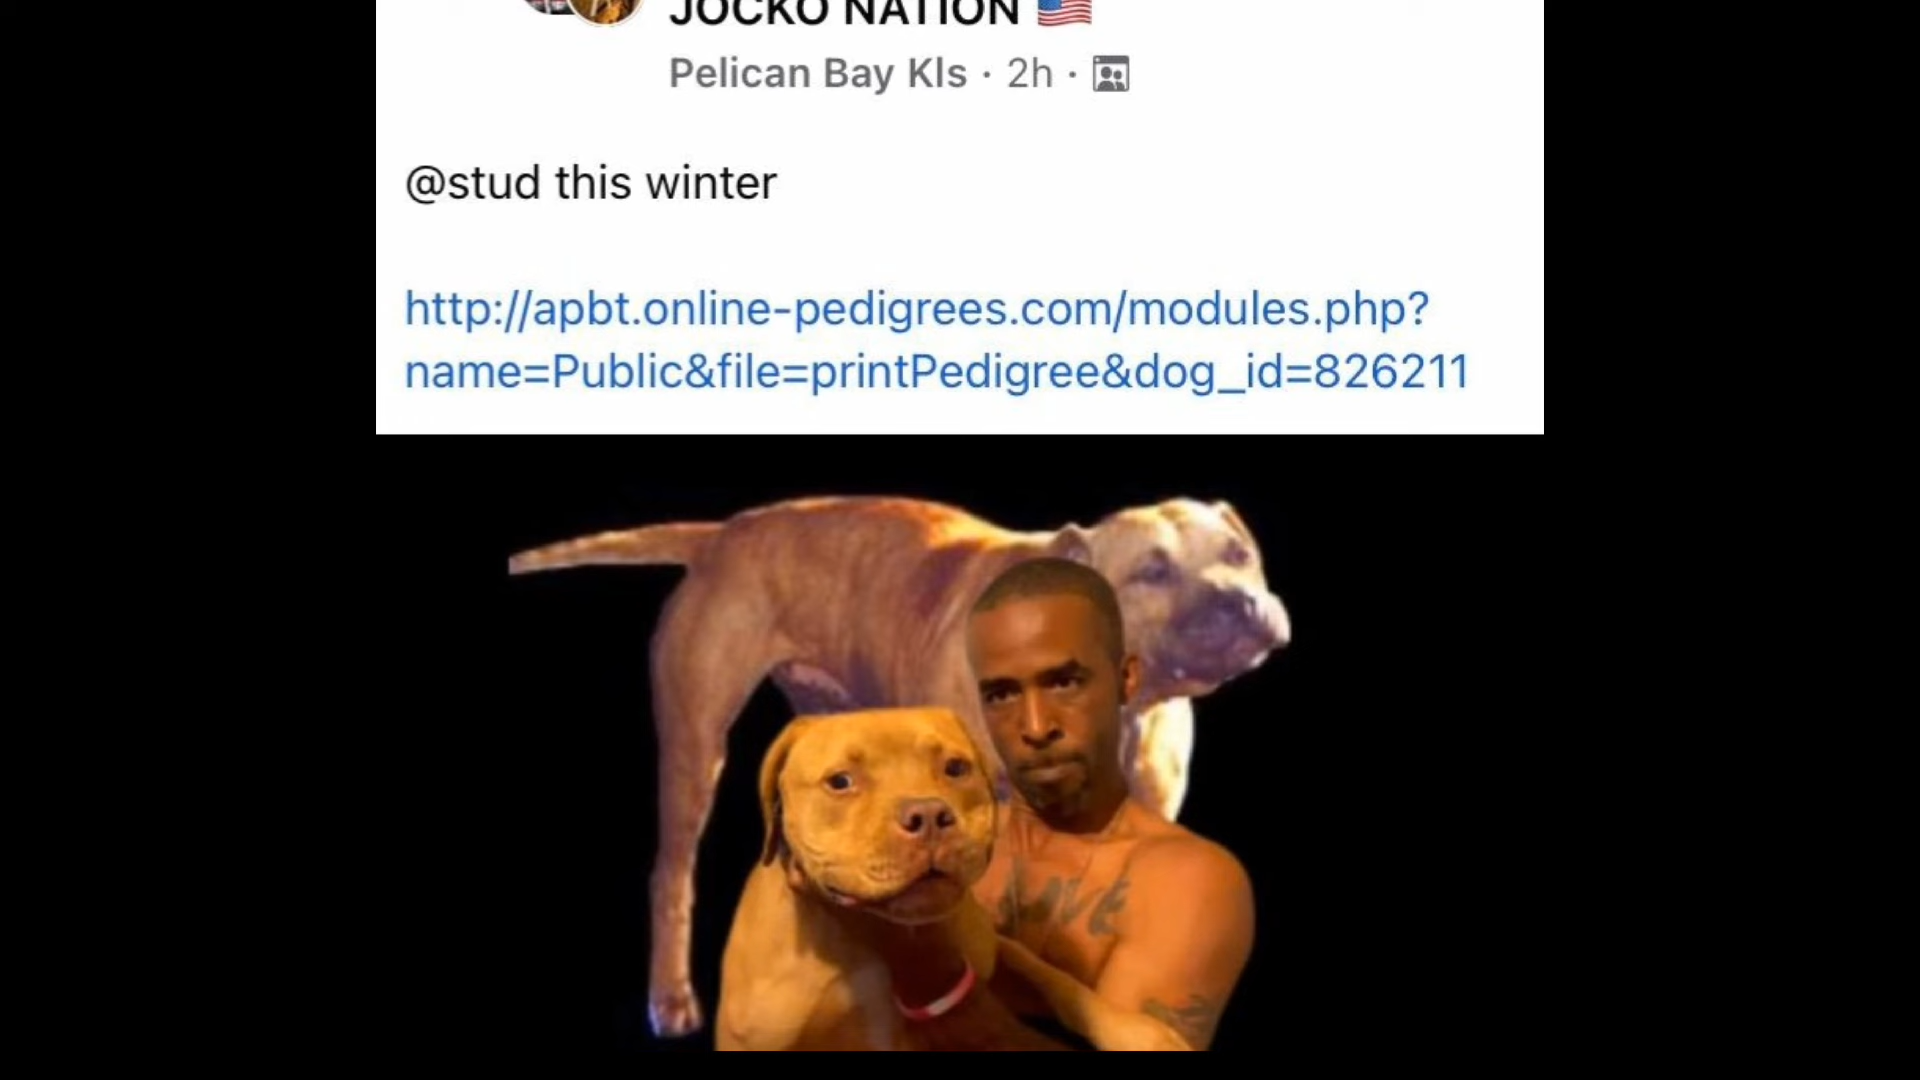 JOCKO NATION 🇺🇸
Pelican Bay Kls · 2h ·
@stud this winter
http://apbt.online-pedigrees.com/modules.php?
name=Public&file=printPedigree&dog_id=826211